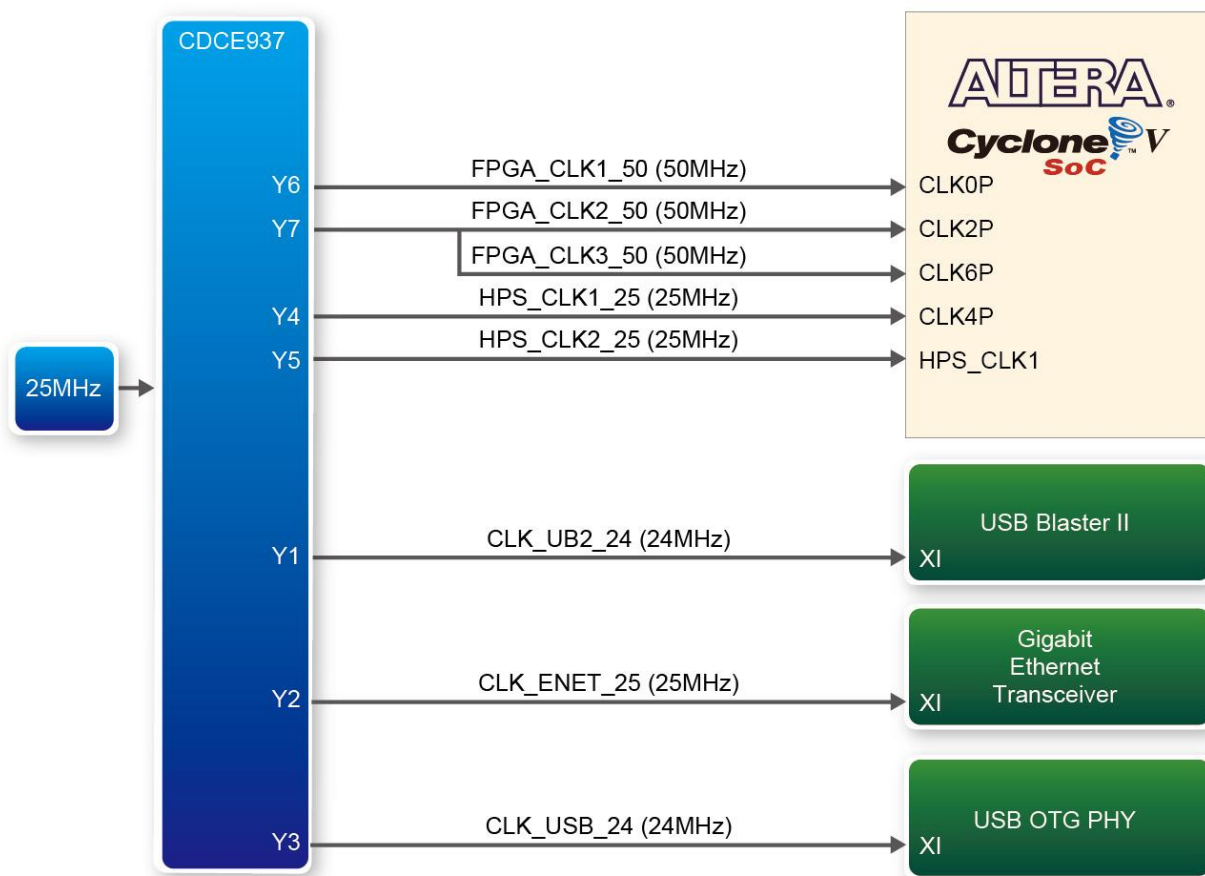 CDCE937
ALTERA®
Cyclone™ V
SoC
Y6
FPGA_CLK1_50 (50MHz)
CLK0P
Y7
FPGA_CLK2_50 (50MHz)
CLK2P
FPGA_CLK3_50 (50MHz)
CLK6P
Y4
HPS_CLK1_25 (25MHz)
CLK4P
Y5
HPS_CLK2_25 (25MHz)
HPS_CLK1
25MHz
USB Blaster II
Y1
CLK_UB2_24 (24MHz)
XI
Gigabit
Ethernet
Transceiver
Y2
CLK_ENET_25 (25MHz)
XI
USB OTG PHY
Y3
CLK_USB_24 (24MHz)
XI